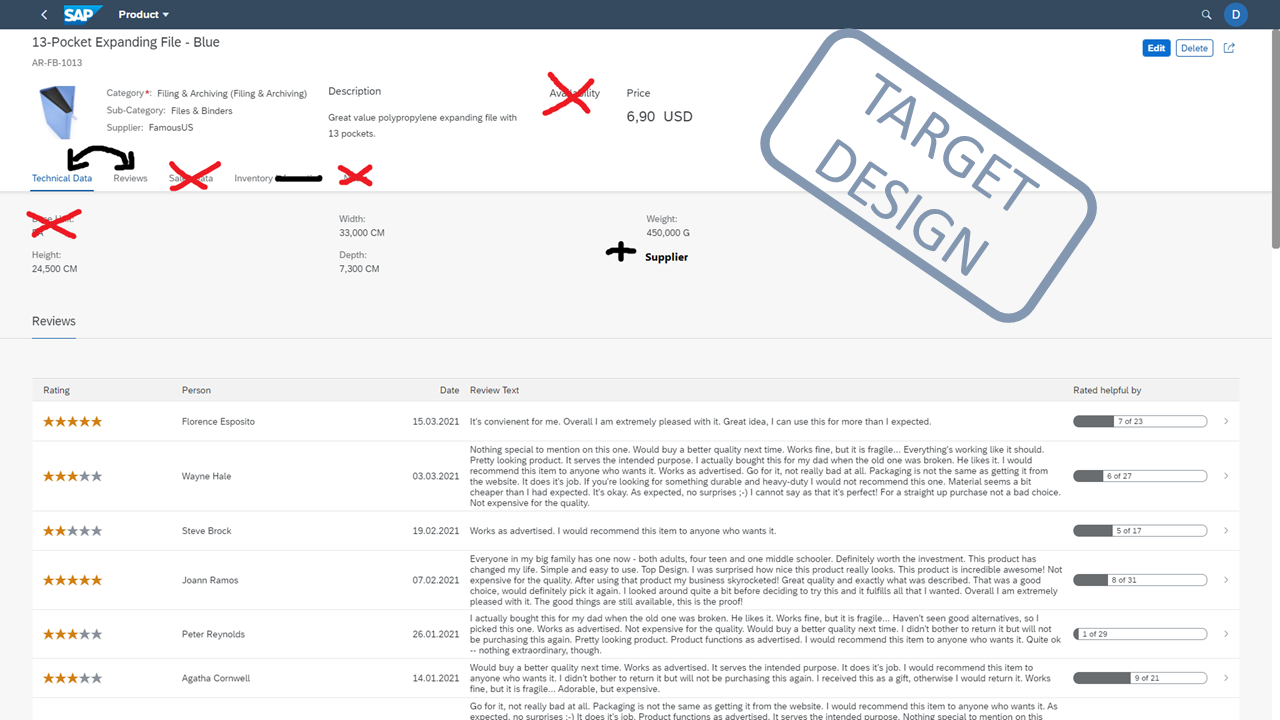 SAP Product
D
13-Pocket Expanding File - Blue
Edit Delete
AR-FB-1013
Category*: Filing & Archiving (Filing & Archiving)
Sub-Category: Files & Binders
Supplier: FamousUS
Description
Great value polypropylene expanding file with
13 pockets.
Availability
Price
6,90 USD
TARGET
DESIGN
Technical Data Reviews Sales Data Inventory
Width:
33,000 CM
Weight:
450,000 G
Height:
24,500 CM
Depth:
7,300 CM
+ Supplier
Reviews
Rating Person Date Review Text Rated helpful by
Florence Esposito 15.03.2021 It's convienent for me. Overall I am extremely pleased with it. Great idea, I can use this for more than I expected. 7 of 23
Nothing special to mention on this one. Would buy a better quality next time. Works fine, but it is fragile... Everything's working like it should.
Pretty looking product. It serves the intended purpose. I actually bought this for my dad when the old one was broken. He likes it. I would
recommend this item to anyone who wants it. Works as advertised. Go for it, not really bad at all. Packaging is not the same as getting it from
Wayne Hale 03.03.2021 the website. It does it's job. If you're looking for something durable and heavy-duty I would not recommend this one. Material seems a bit 6 of 27
cheaper than I had expected. It's okay. As expected, no surprises ;-) I cannot say as that it's perfect! For a straight up purchase not a bad choice.
Not expensive for the quality.
Steve Brock 19.02.2021 Works as advertised. I would recommend this item to anyone who wants it. 5 of 17
Everyone in my big family has one now - both adults, four teen and one middle schooler. Definitely worth the investment. This product has
changed my life. Simple and easy to use. Top Design. I was surprised how nice this product really looks. This product is incredible awesome! Not
Joann Ramos 07.02.2021 expensive for the quality. After using that product my business skyrocketed! Great quality and exactly what was described. That was a good 8 of 31
choice, would definitely pick it again. I looked around quite a bit before deciding to try this and it fulfills all that I wanted. Overall I am extremely
pleased with it. The good things are still available, this is the proof!
I actually bought this for my dad when the old one was broken. He likes it. Works fine, but it is fragile... Haven't seen good alternatives, so I
Peter Reynolds 26.01.2021 picked this one. Works as advertised. Not expensive for the quality. Would buy a better quality next time. I didn't bother to return it but will not 1 of 29
be purchasing this again. Pretty looking product. Product functions as advertised. I would recommend this item to anyone who wants it. Quite ok
-- nothing extraordinary, though.
Would buy a better quality next time. Works as advertised. It serves the intended purpose. It does it's job. I would recommend this item to
Agatha Cornwell 14.01.2021 anyone who wants it. I didn't bother to return it but will not be purchasing this again. I received this as a gift, otherwise I would return it. Works 9 of 21
fine, but it is fragile... Adorable, but expensive.
Go for it, not really bad at all. Packaging is not the same as getting it from the website. I would recommend this item to anyone who wants it. As
expected, no surprises ;-) It does it's job. Product functions as advertised. It serves the intended purpose. Nothing special to mention on this